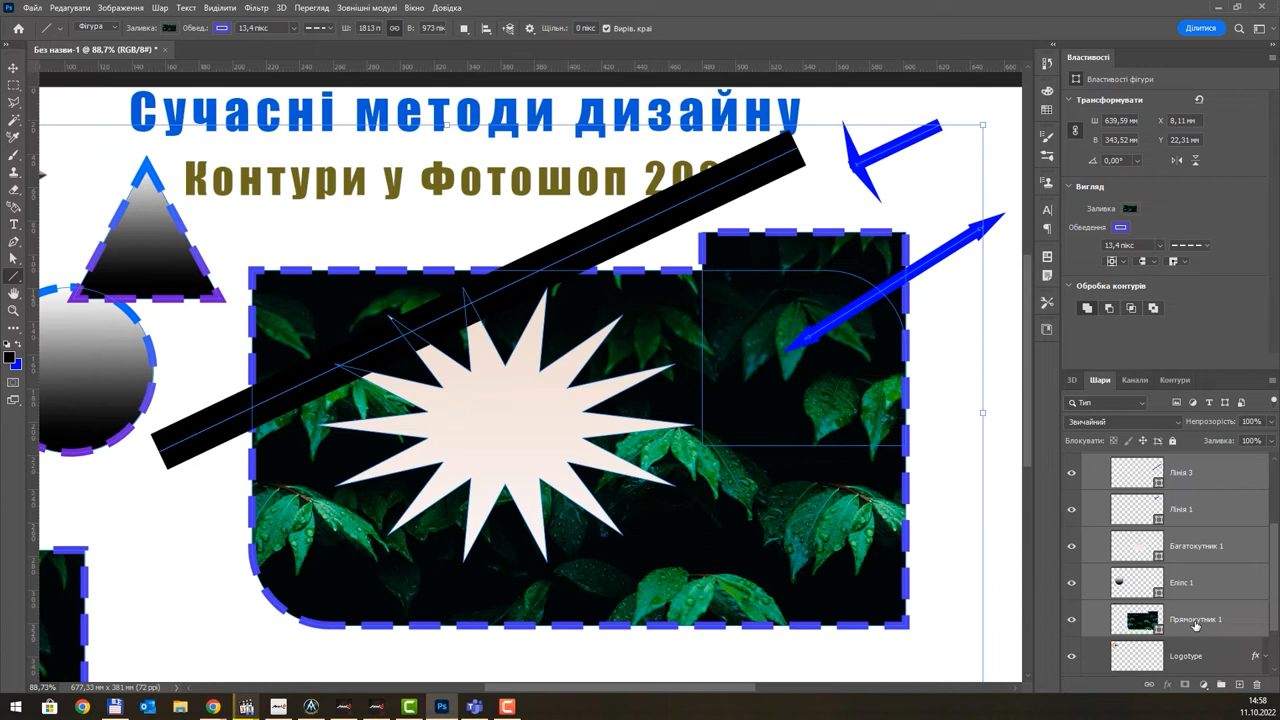 Файл Редагування Зображення Шар Текст Виділити Фільтр 3D Перегляд Зовнішні модулі Вікно Довідка
Фігура Заливка: Обвед.: 13,4 пікс Ш: 1813 п В: 973 пік Щільн.: 0 пікс Вирів. краї Ділитися
Без назви-1 @ 88,7% (RGB/8#) *
Сучасні методи дизайну
Контури у Фотошоп
Властивості
Властивості фігури
Трансформувати
Ш 639,59 мм X 8,11 мм
В 343,52 мм Y 22,31 мм
0,00°
Вигляд
Заливка
Обведення
13,4 пікс
Обробка контурів
3D Шари Канали Контури
Тип
Звичайний Непрозорість: 100%
Блокувати: Заливка: 100%
Лінія 3
Лінія 1
Багатокутник 1
Еліпс 1
Прямокутник 1
Logotype fx
88,73% 677,33 мм x 381 мм (72 ppi)
14:58
11.10.2022